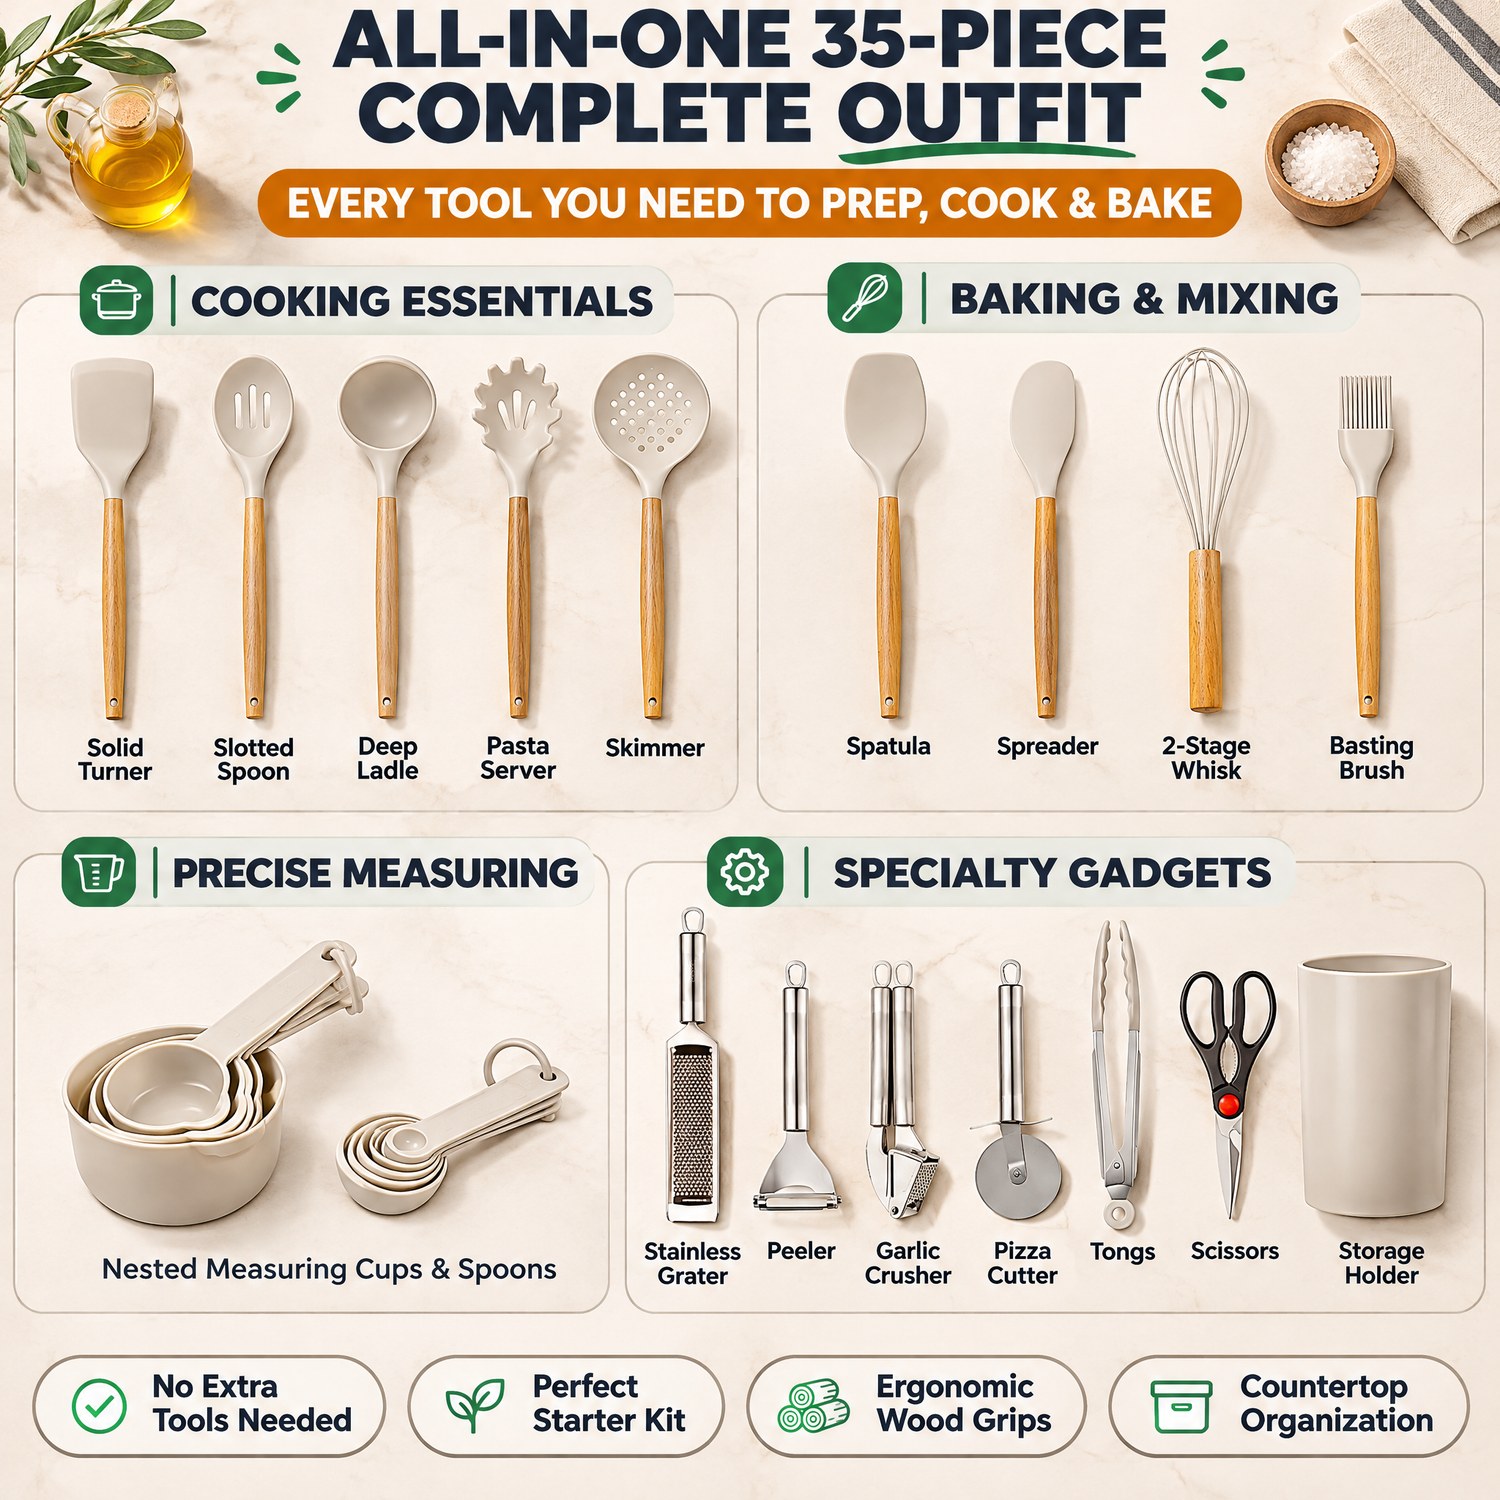 ALL-IN-ONE 35-PIECE
COMPLETE OUTFIT
EVERY TOOL YOU NEED TO PREP, COOK & BAKE
COOKING ESSENTIALS
Solid
Turner
Slotted
Spoon
Deep
Ladle
Pasta
Server
Skimmer
BAKING & MIXING
Spatula
Spreader
2-Stage
Whisk
Basting
Brush
PRECISE MEASURING
Nested Measuring Cups & Spoons
SPECIALTY GADGETS
Stainless
Grater
Peeler
Garlic
Crusher
Pizza
Cutter
Tongs
Scissors
Storage
Holder
No Extra
Tools Needed
Perfect
Starter Kit
Ergonomic
Wood Grips
Countertop
Organization